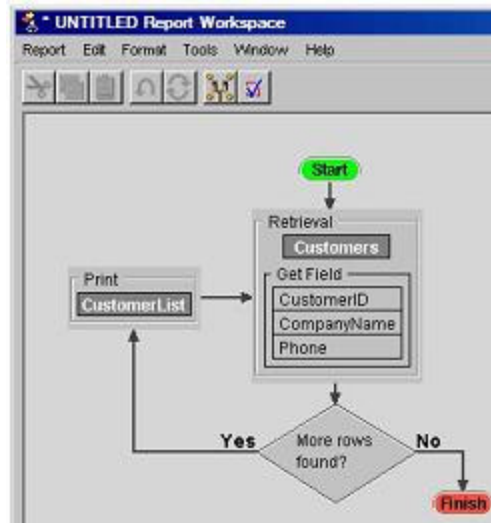 * UNTITLED Report Workspace
Report Edit Format Tools Window Help
Start
Retrieval
Customers
Get Field
CustomerID
CompanyName
Phone
Print
CustomerList
More rows
found?
Yes
No
Finish